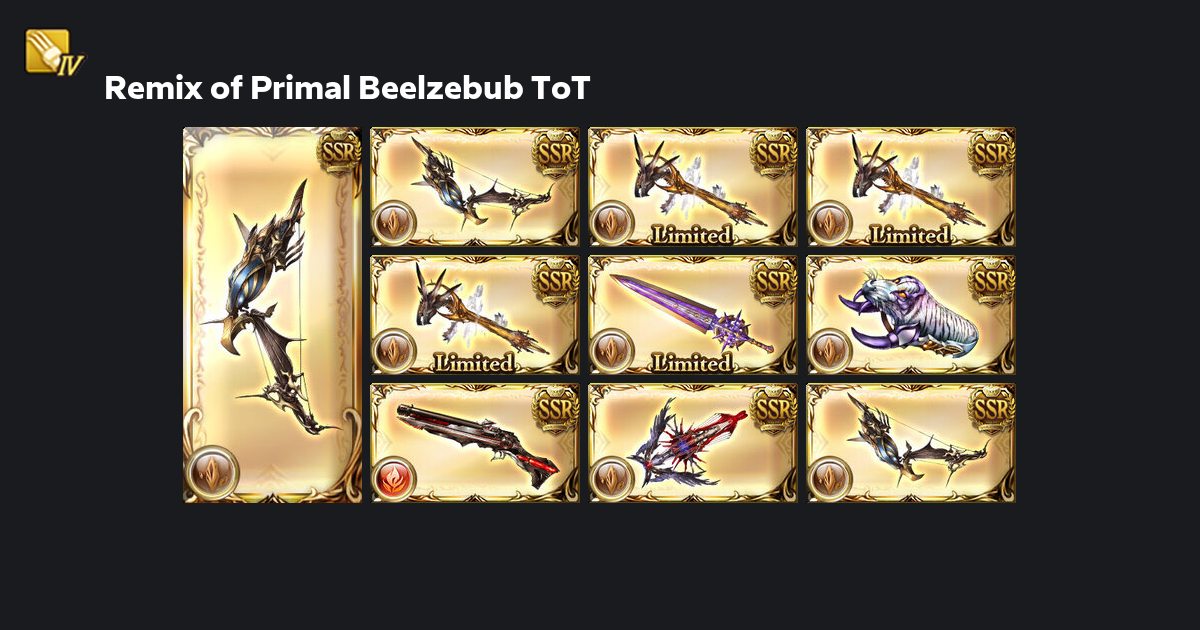 IV
Remix of Primal Beelzebub ToT
SSR SSR SSR SSR
Limited Limited
SSR SSR SSR
Limited Limited
SSR SSR SSR